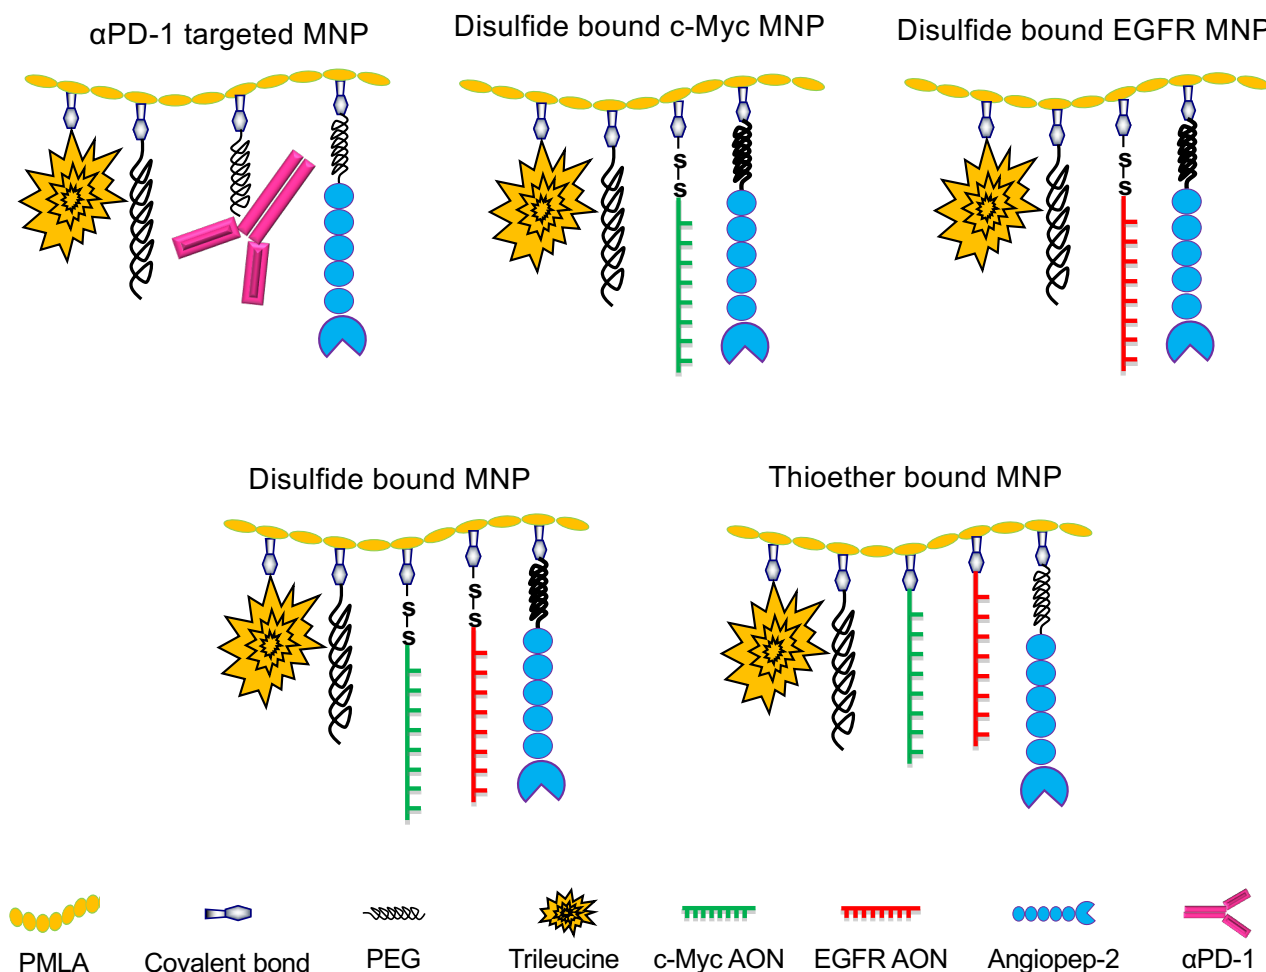 αPD-1 targeted MNP
Disulfide bound c-Myc MNP
Disulfide bound EGFR MNP
S
S
S
S
Disulfide bound MNP
Thioether bound MNP
S
S
S
S
PMLA
Covalent bond
PEG
Trileucine
c-Myc AON
EGFR AON
Angiopep-2
αPD-1